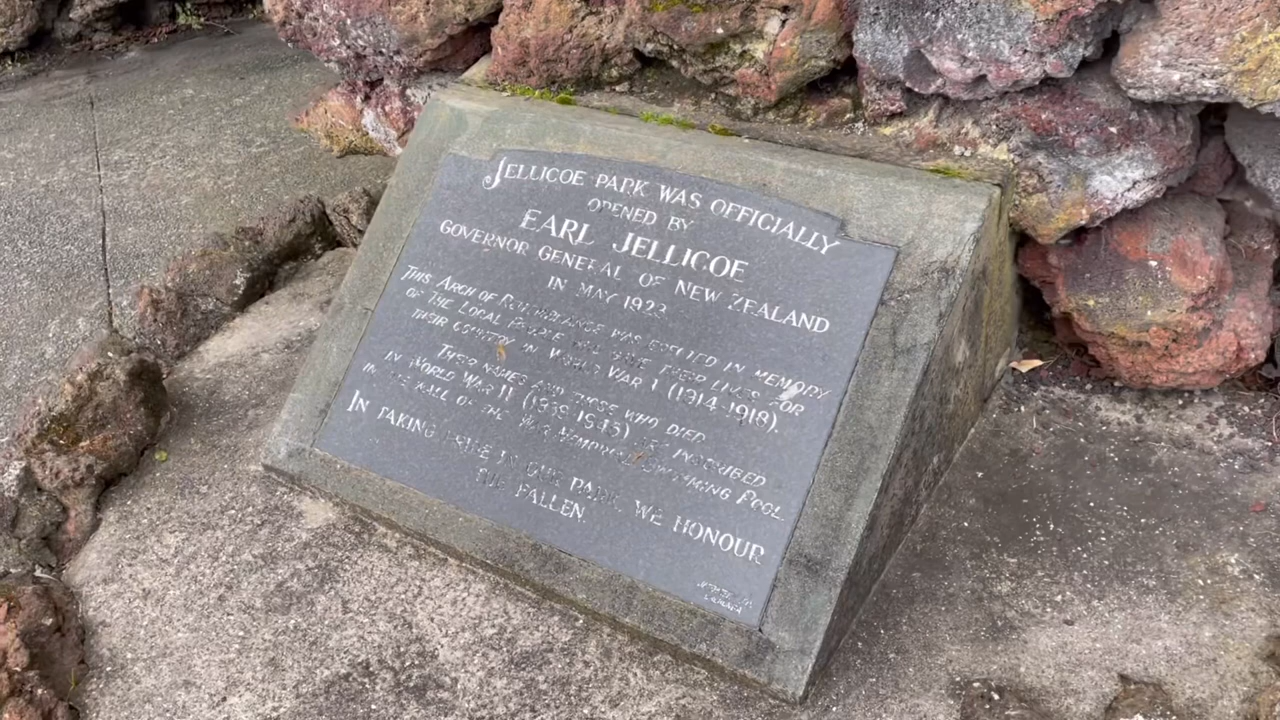 JELLICOE PARK WAS OFFICIALLY
OPENED BY
EARL JELLICOE
GOVERNOR GENERAL OF NEW ZEALAND
IN MAY 1923
THIS ARCH OF REMEMBRANCE WAS ERECTED IN MEMORY
OF THE LOCAL PEOPLE WHO GAVE THEIR LIVES FOR
THEIR COUNTRY IN WORLD WAR I (1914-1918).
THEIR NAMES AND THOSE WHO DIED
IN WORLD WAR II (1939-1945) ARE INSCRIBED
IN THE WALL OF THE WAR MEMORIAL SWIMMING POOL
IN TAKING PRIDE IN OUR PARK, WE HONOUR
THE FALLEN.